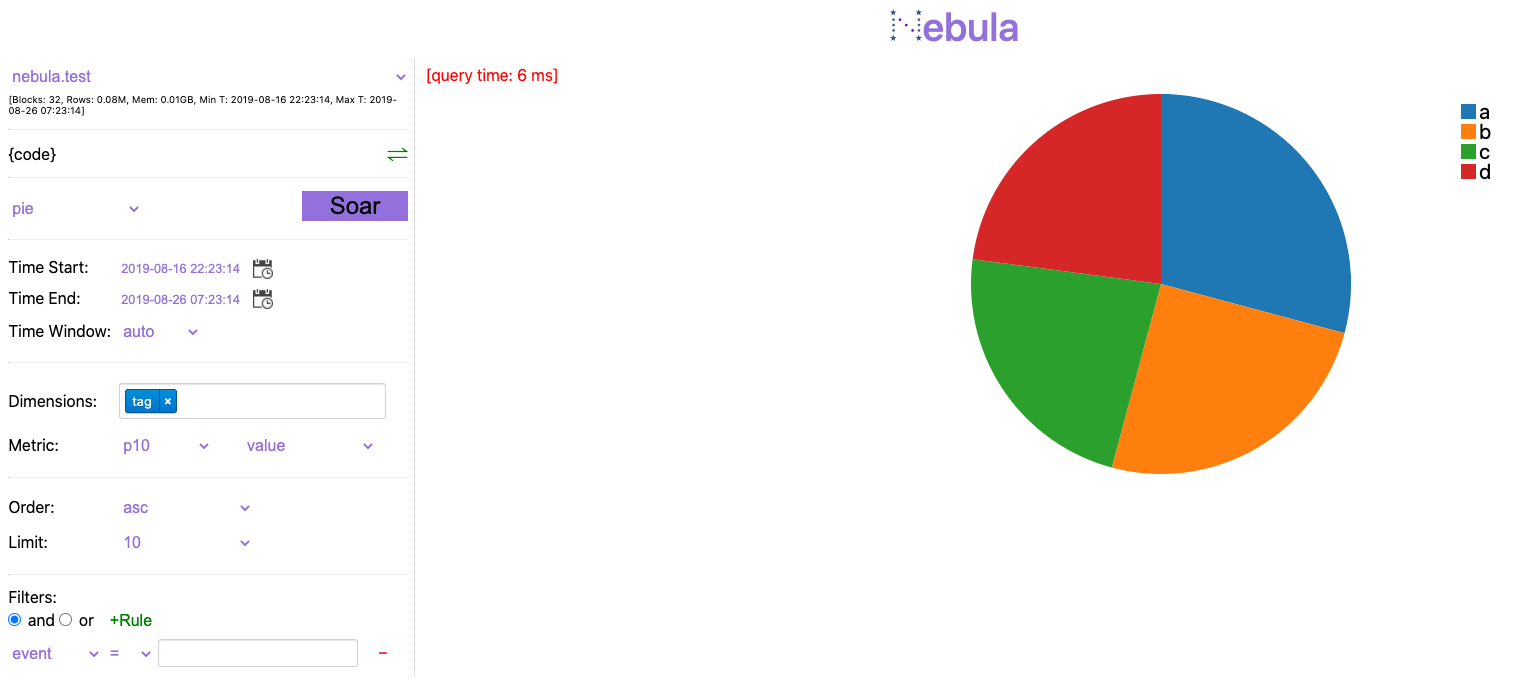 Nebula
nebula.test
[Blocks: 32, Rows: 0.08M, Mem: 0.01GB, Min T: 2019-08-16 22:23:14, Max T: 2019-
08-26 07:23:14]
{code}
pie
Soar
Time Start: 2019-08-16 22:23:14
Time End: 2019-08-26 07:23:14
Time Window: auto
Dimensions: tag ×
Metric: p10 value
Order: asc
Limit: 10
Filters:
and or +Rule
event = −
[query time: 6 ms]
a
b
c
d